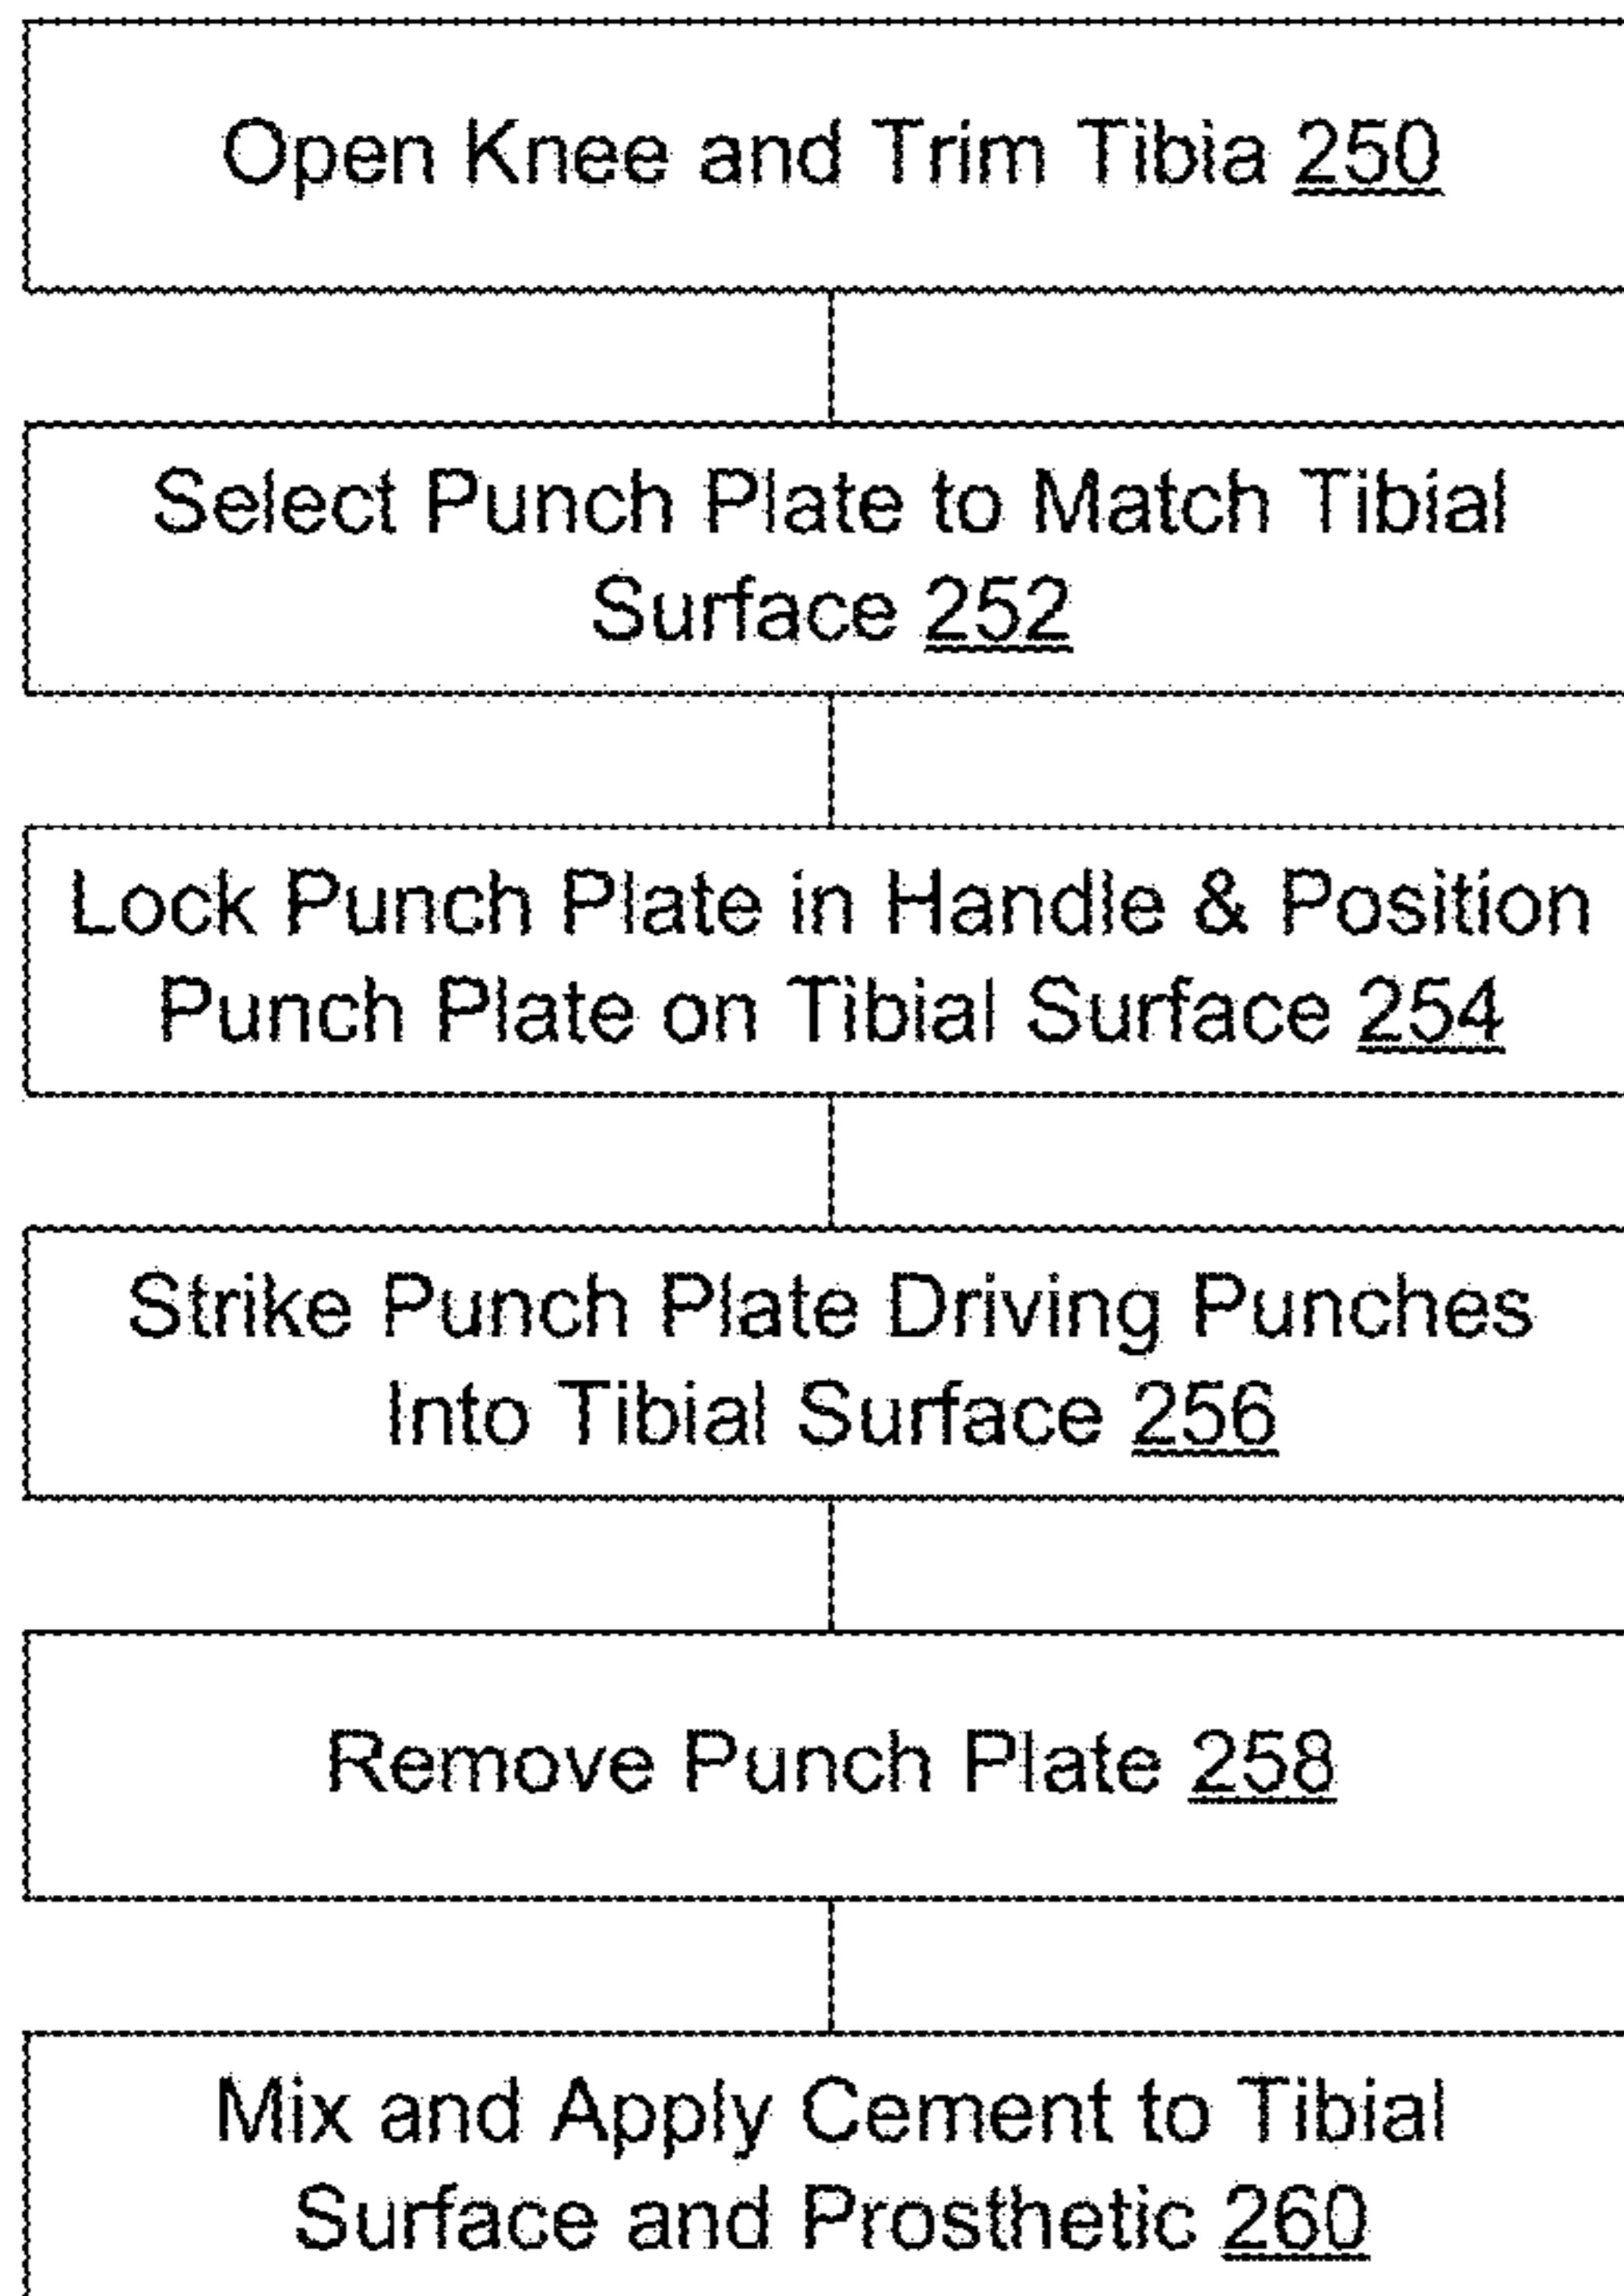 Open Knee and Trim Tibia 250
Select Punch Plate to Match Tibial
Surface 252
Lock Punch Plate in Handle & Position
Punch Plate on Tibial Surface 254
Strike Punch Plate Driving Punches
Into Tibial Surface 256
Remove Punch Plate 258
Mix and Apply Cement to Tibial
Surface and Prosthetic 260